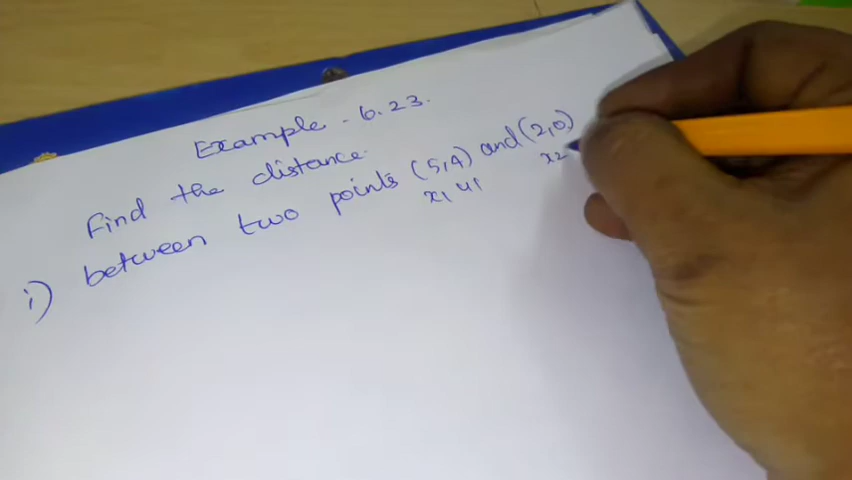 Example - 6.23.
Find the distance.
i) between two points (5,4) and (2,0)
x1 y1 x2